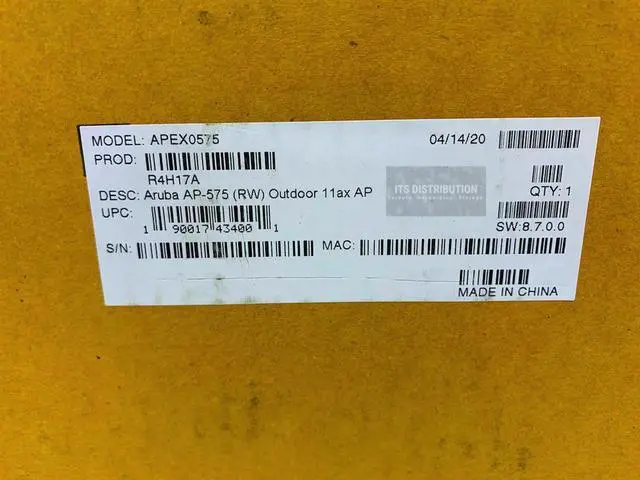 MODEL: APEX0575
04/14/20
PROD:
R4H17A
DESC: Aruba AP-575 (RW) Outdoor 11ax AP
QTY: 1
UPC:
1 90017 43400 1
SW:8.7.0.0
S/N:
MAC:
MADE IN CHINA
ITS DISTRIBUTION